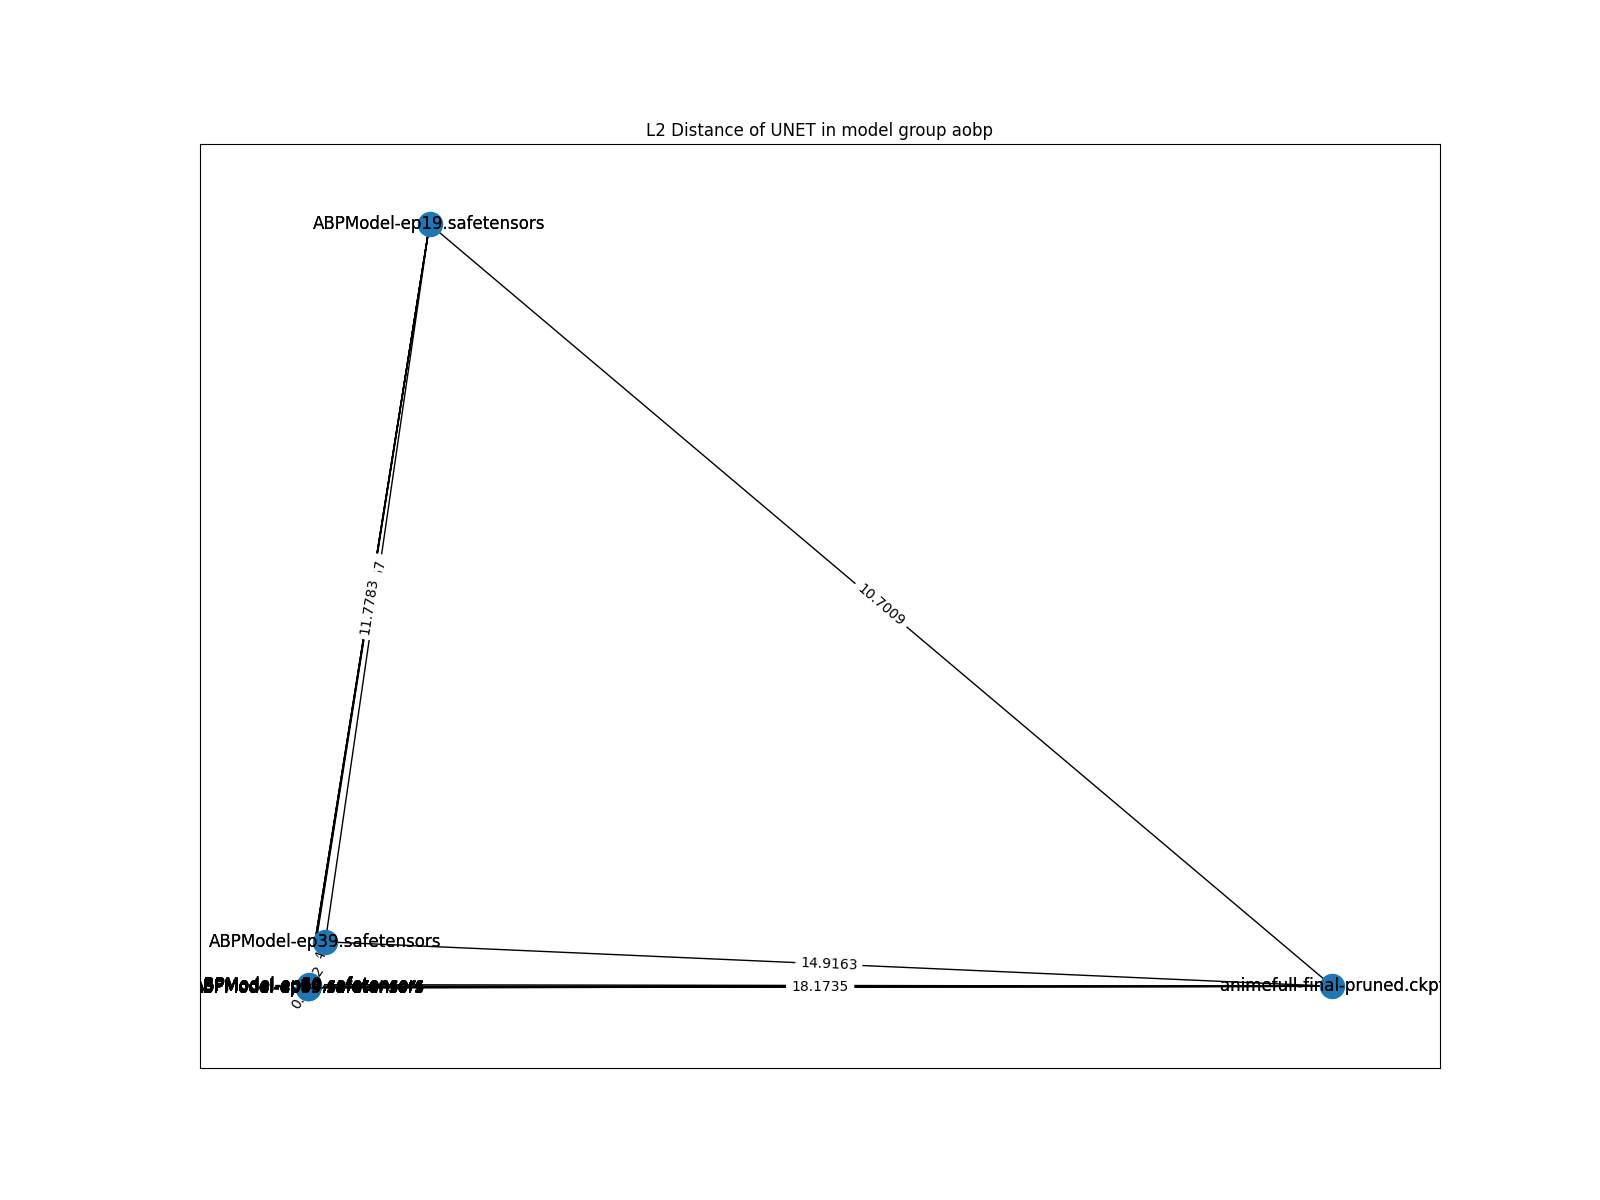 L2 Distance of UNET in model group aobp
ABPModel-ep19.safetensors
11.7783
10.7009
ABPModel-ep39.safetensors
14.9163
18.1735
animefull-final-pruned.ckpt